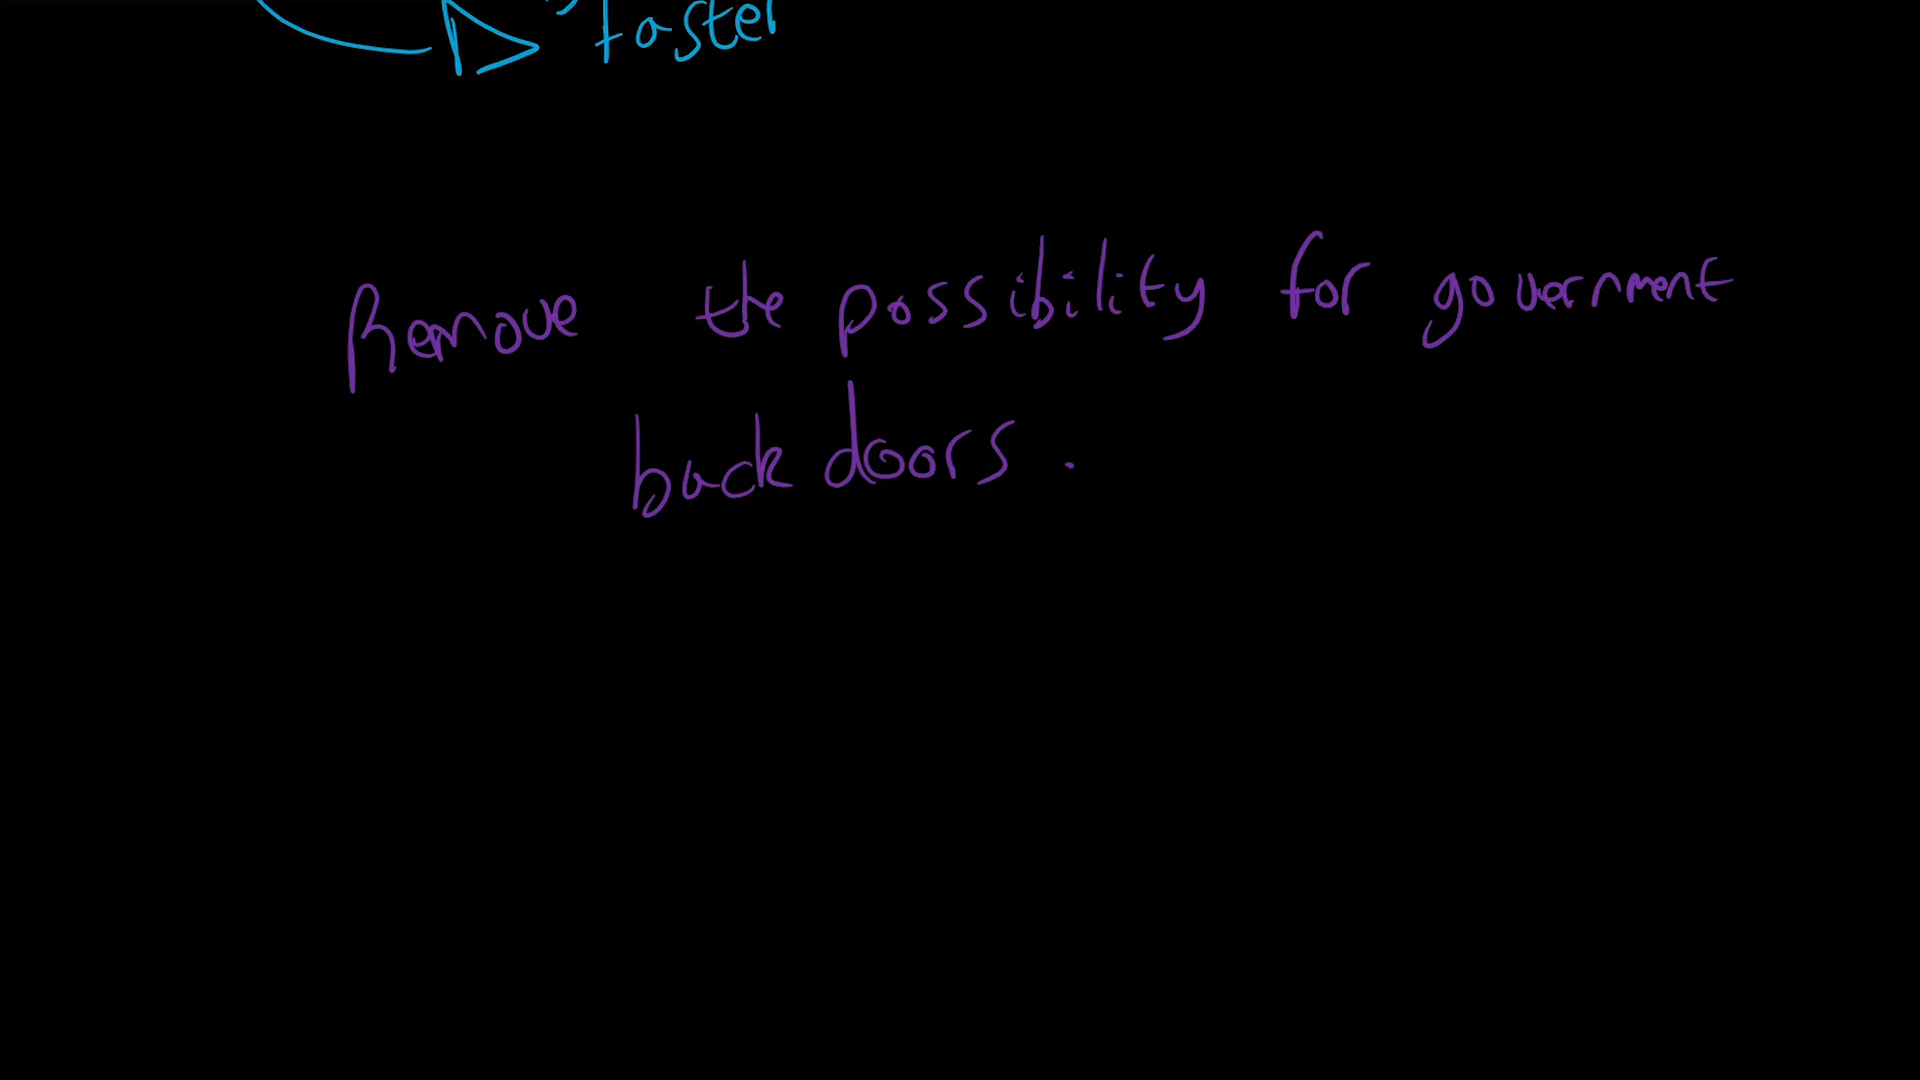 faster
Remove the possibility for government
back doors.